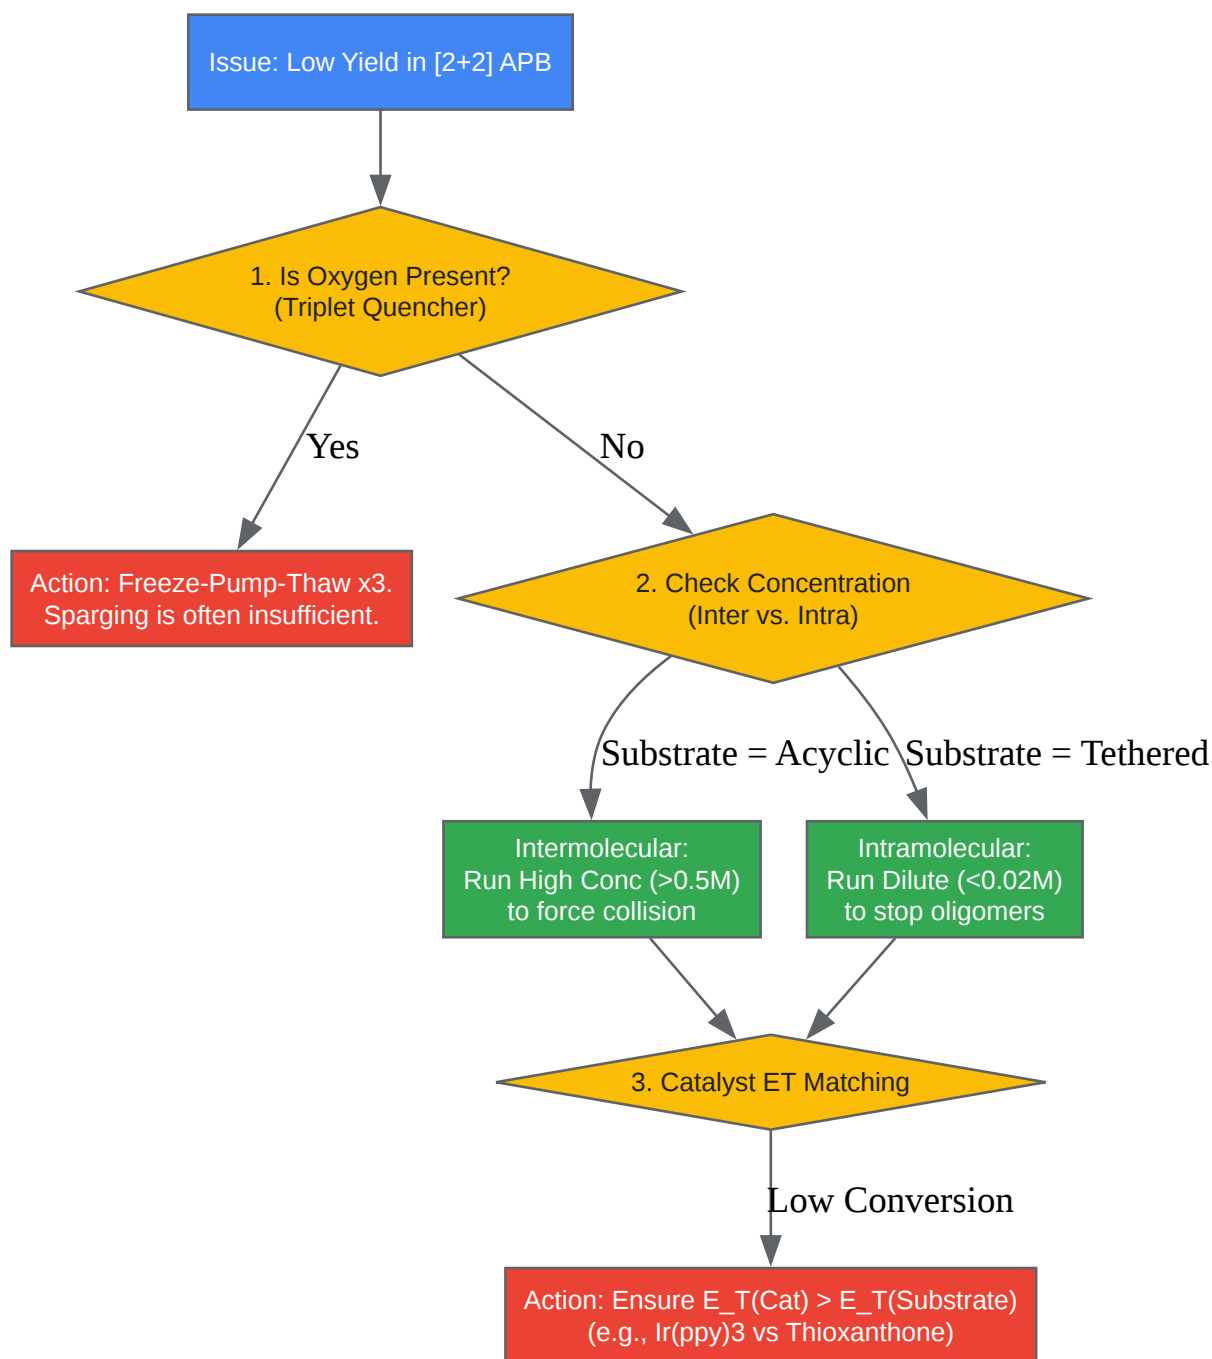 Issue: Low Yield in [2+2] APB
1. Is Oxygen Present?
(Triplet Quencher)
Yes
No
Action: Freeze-Pump-Thaw x3.
Sparging is often insufficient.
2. Check Concentration
(Inter vs. Intra)
Substrate = Acyclic
Substrate = Tethered
Intermolecular:
Run High Conc (>0.5M)
to force collision
Intramolecular:
Run Dilute (<0.02M)
to stop oligomers
3. Catalyst ET Matching
Low Conversion
Action: Ensure E_T(Cat) > E_T(Substrate)
(e.g., Ir(ppy)3 vs Thioxanthone)